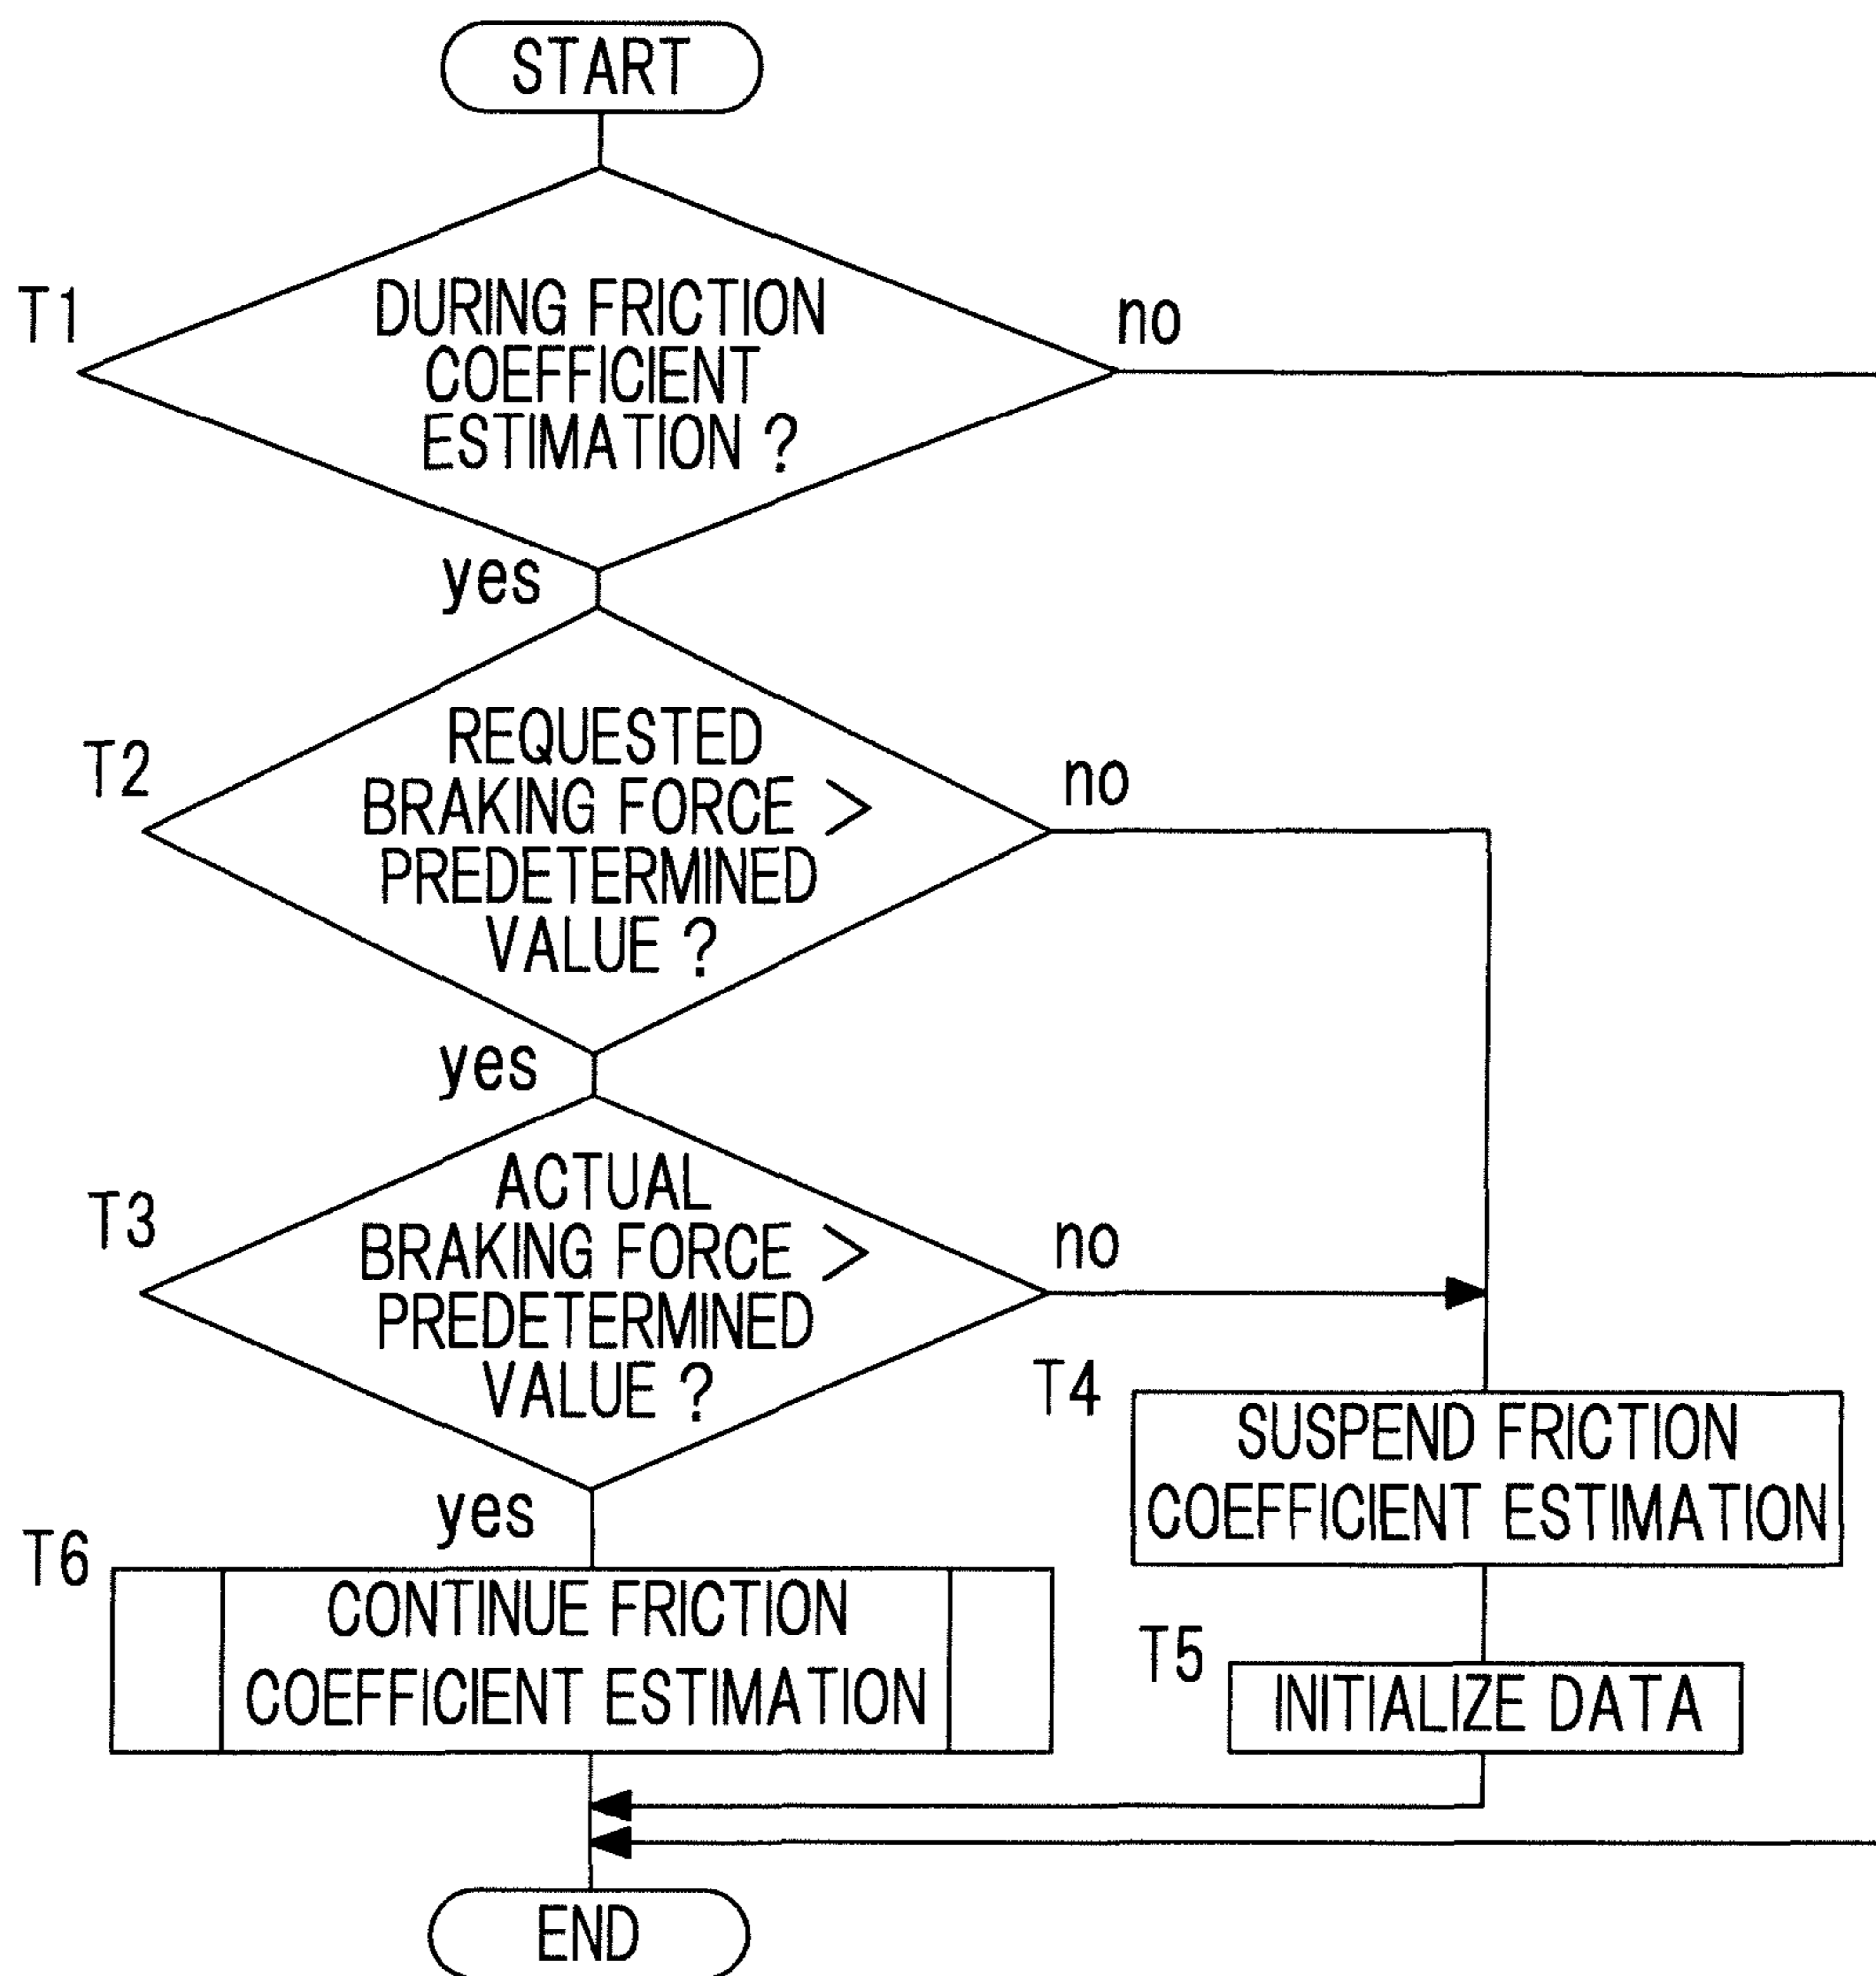 START
T1
DURING FRICTION
COEFFICIENT
ESTIMATION ?
no
yes
T2
REQUESTED
BRAKING FORCE >
PREDETERMINED
VALUE ?
no
yes
T3
ACTUAL
BRAKING FORCE >
PREDETERMINED
VALUE ?
no
yes
T4
SUSPEND FRICTION
COEFFICIENT ESTIMATION
T6
CONTINUE FRICTION
COEFFICIENT ESTIMATION
T5
INITIALIZE DATA
END